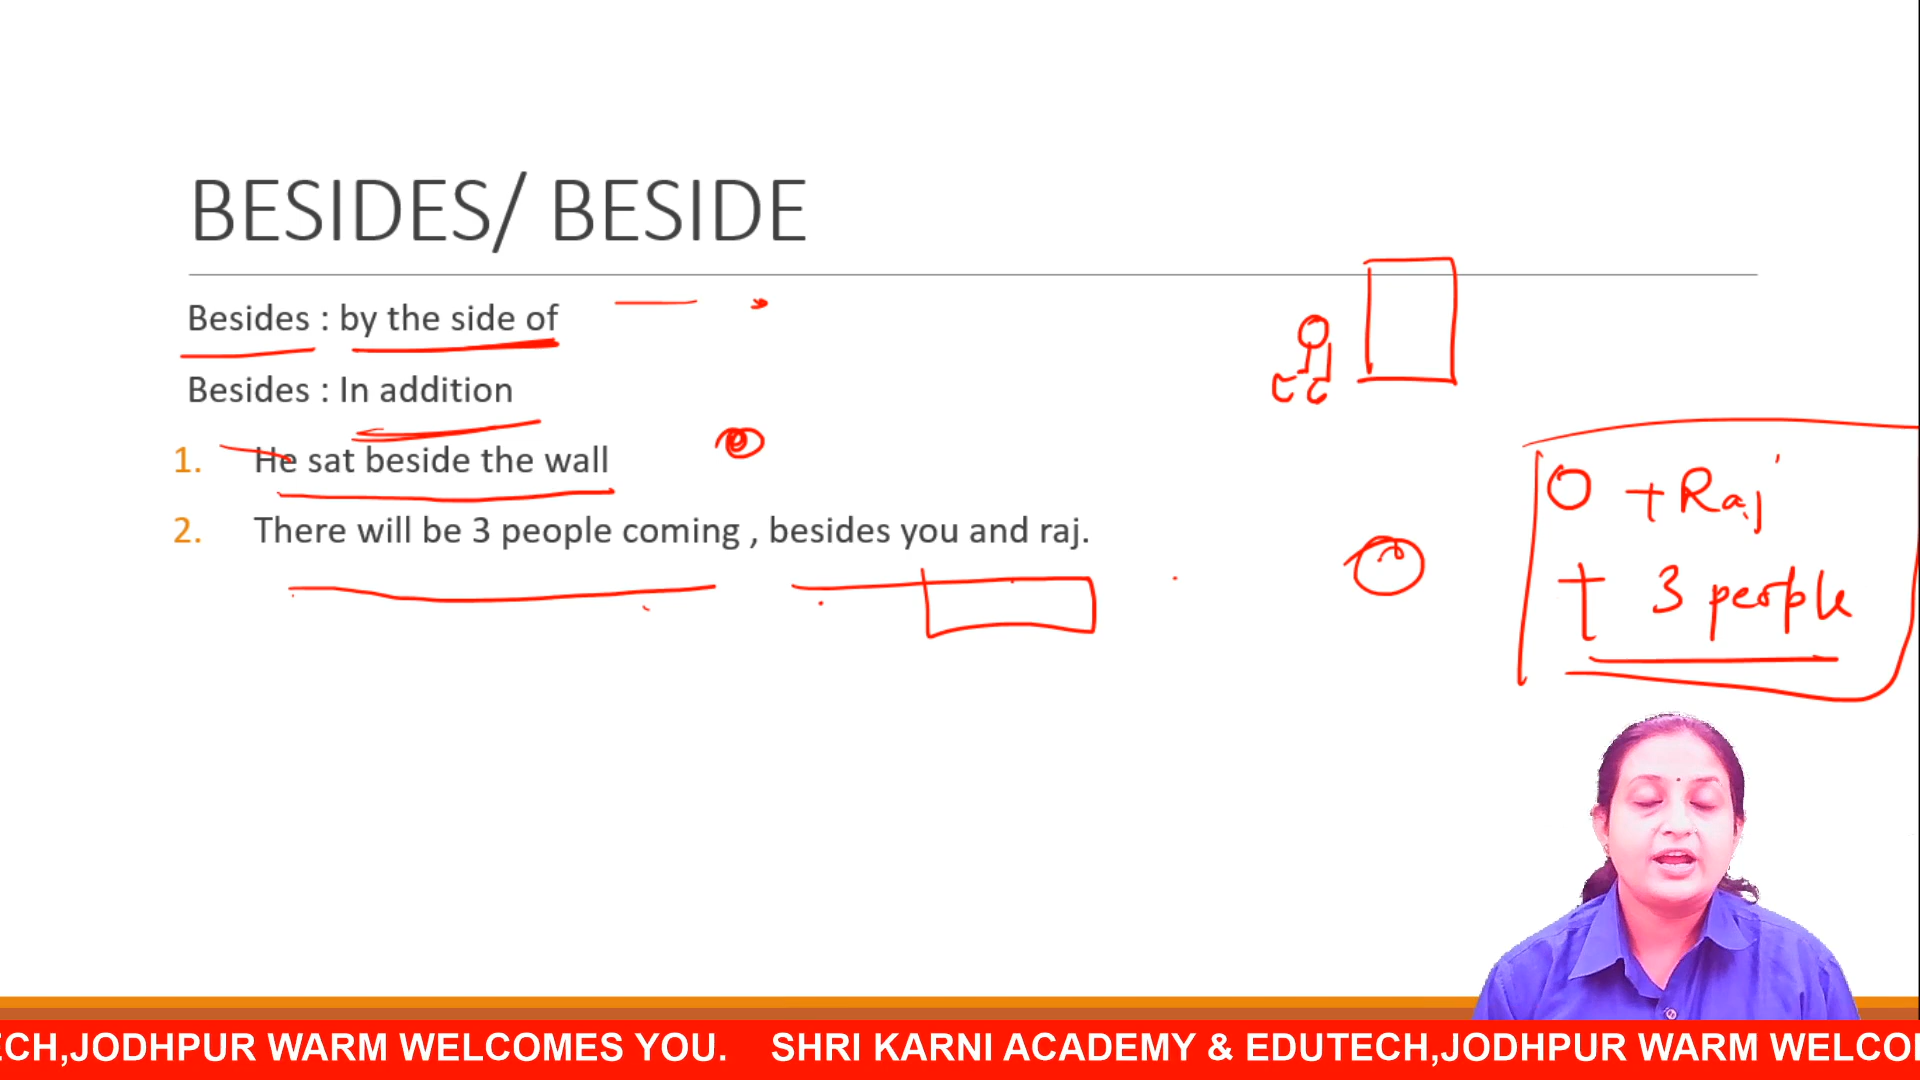 BESIDES/ BESIDE
Besides : by the side of
Besides : In addition
1. He sat beside the wall
2. There will be 3 people coming , besides you and raj.
+ Raj
+ 3 people
ECH,JODHPUR WARM WELCOMES YOU. SHRI KARNI ACADEMY & EDUTECH,JODHPUR WARM WELCO